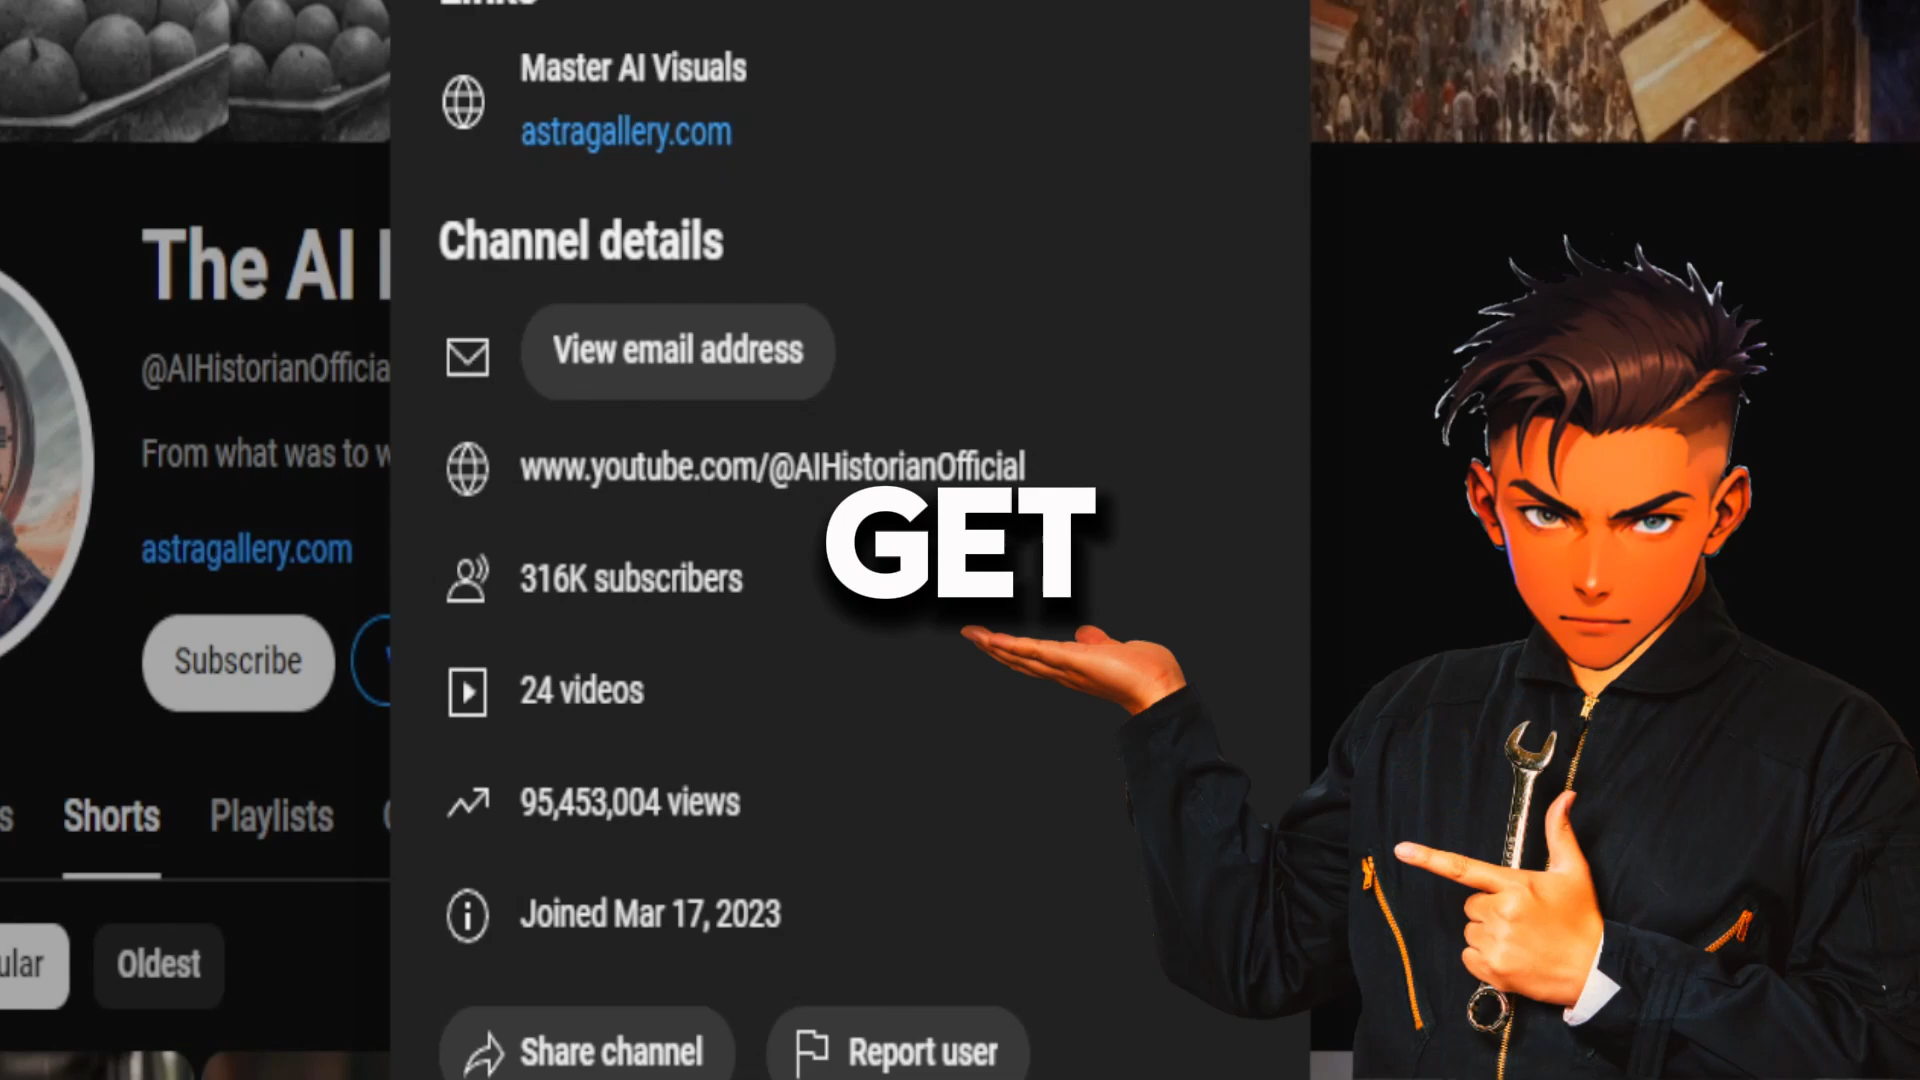 Links
Master AI Visuals
astragallery.com
Channel details
View email address
www.youtube.com/@AIHistorianOfficial
316K subscribers
24 videos
95,453,004 views
Joined Mar 17, 2023
Share channel
Report user
The AI
@AIHistorianOfficia
From what was to w
astragallery.com
Subscribe
s
Shorts
Playlists
ular
Oldest
GET